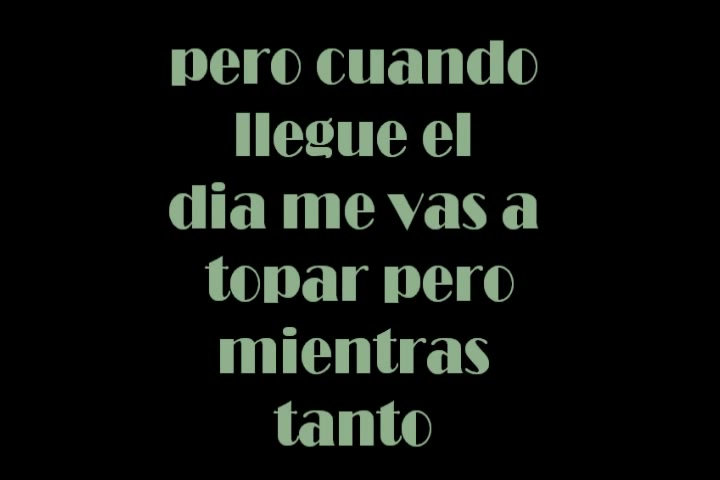 pero cuando
llegue el
dia me vas a
topar pero
mientras
tanto